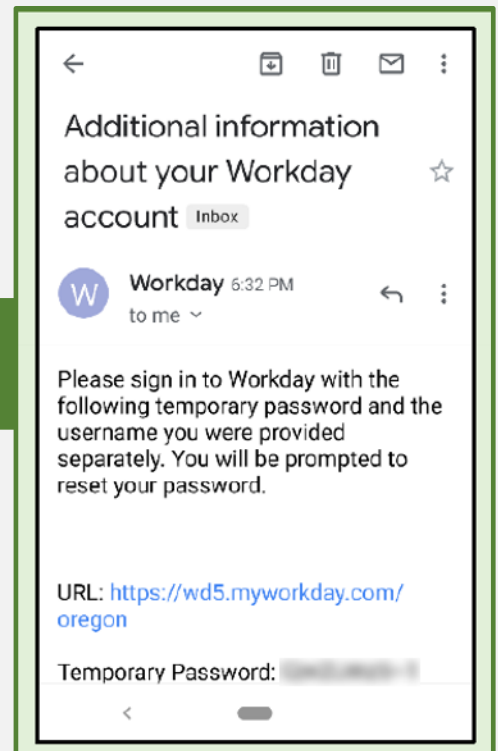 Additional information
about your Workday
account Inbox
W
Workday 6:32 PM
to me
Please sign in to Workday with the
following temporary password and the
username you were provided
separately. You will be prompted to
reset your password.
URL: https://wd5.myworkday.com/
oregon
Temporary Password: